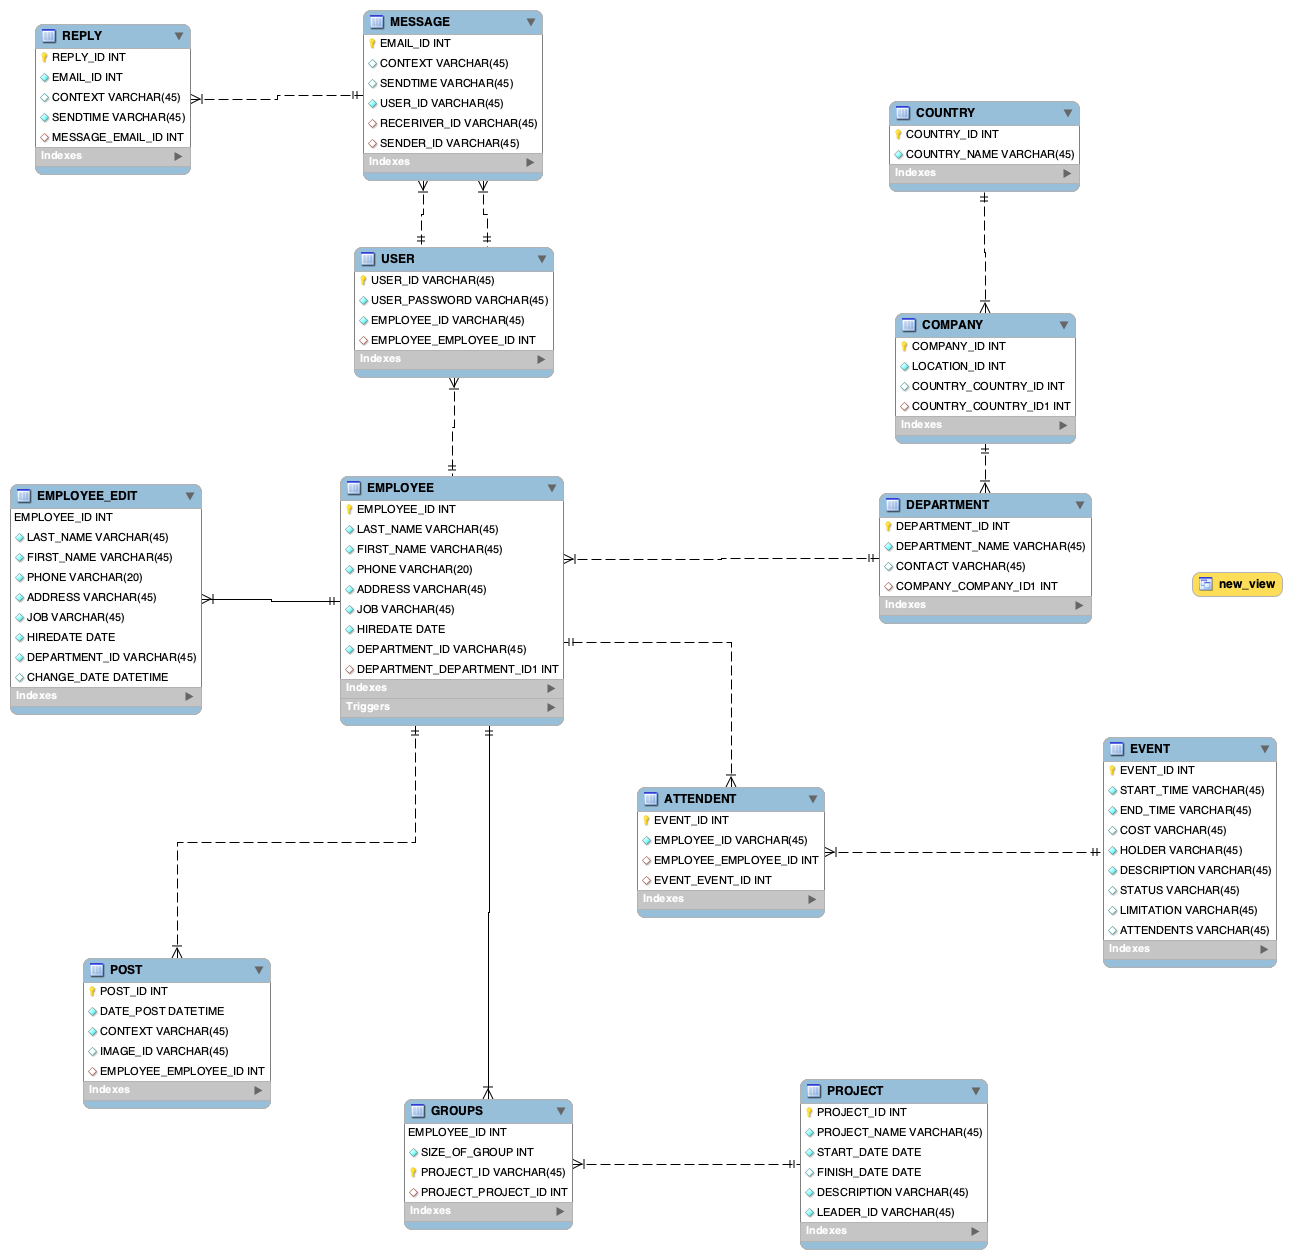 REPLY
REPLY_ID INT
EMAIL_ID INT
CONTEXT VARCHAR(45)
SENDTIME VARCHAR(45)
MESSAGE_EMAIL_ID INT
Indexes
MESSAGE
EMAIL_ID INT
CONTEXT VARCHAR(45)
SENDTIME VARCHAR(45)
USER_ID VARCHAR(45)
RECERIVER_ID VARCHAR(45)
SENDER_ID VARCHAR(45)
Indexes
COUNTRY
COUNTRY_ID INT
COUNTRY_NAME VARCHAR(45)
Indexes
USER
USER_ID VARCHAR(45)
USER_PASSWORD VARCHAR(45)
EMPLOYEE_ID VARCHAR(45)
EMPLOYEE_EMPLOYEE_ID INT
Indexes
COMPANY
COMPANY_ID INT
LOCATION_ID INT
COUNTRY_COUNTRY_ID INT
COUNTRY_COUNTRY_ID1 INT
Indexes
EMPLOYEE_EDIT
EMPLOYEE_ID INT
LAST_NAME VARCHAR(45)
FIRST_NAME VARCHAR(45)
PHONE VARCHAR(20)
ADDRESS VARCHAR(45)
JOB VARCHAR(45)
HIREDATE DATE
DEPARTMENT_ID VARCHAR(45)
CHANGE_DATE DATETIME
Indexes
EMPLOYEE
EMPLOYEE_ID INT
LAST_NAME VARCHAR(45)
FIRST_NAME VARCHAR(45)
PHONE VARCHAR(20)
ADDRESS VARCHAR(45)
JOB VARCHAR(45)
HIREDATE DATE
DEPARTMENT_ID VARCHAR(45)
DEPARTMENT_DEPARTMENT_ID1 INT
Indexes
Triggers
DEPARTMENT
DEPARTMENT_ID INT
DEPARTMENT_NAME VARCHAR(45)
CONTACT VARCHAR(45)
COMPANY_COMPANY_ID1 INT
Indexes
new_view
EVENT
EVENT_ID INT
START_TIME VARCHAR(45)
END_TIME VARCHAR(45)
COST VARCHAR(45)
HOLDER VARCHAR(45)
DESCRIPTION VARCHAR(45)
STATUS VARCHAR(45)
LIMITATION VARCHAR(45)
ATTENDENTS VARCHAR(45)
Indexes
ATTENDENT
EVENT_ID INT
EMPLOYEE_ID VARCHAR(45)
EMPLOYEE_EMPLOYEE_ID INT
EVENT_EVENT_ID INT
Indexes
POST
POST_ID INT
DATE_POST DATETIME
CONTEXT VARCHAR(45)
IMAGE_ID VARCHAR(45)
EMPLOYEE_EMPLOYEE_ID INT
Indexes
GROUPS
EMPLOYEE_ID INT
SIZE_OF_GROUP INT
PROJECT_ID VARCHAR(45)
PROJECT_PROJECT_ID INT
Indexes
PROJECT
PROJECT_ID INT
PROJECT_NAME VARCHAR(45)
START_DATE DATE
FINISH_DATE DATE
DESCRIPTION VARCHAR(45)
LEADER_ID VARCHAR(45)
Indexes